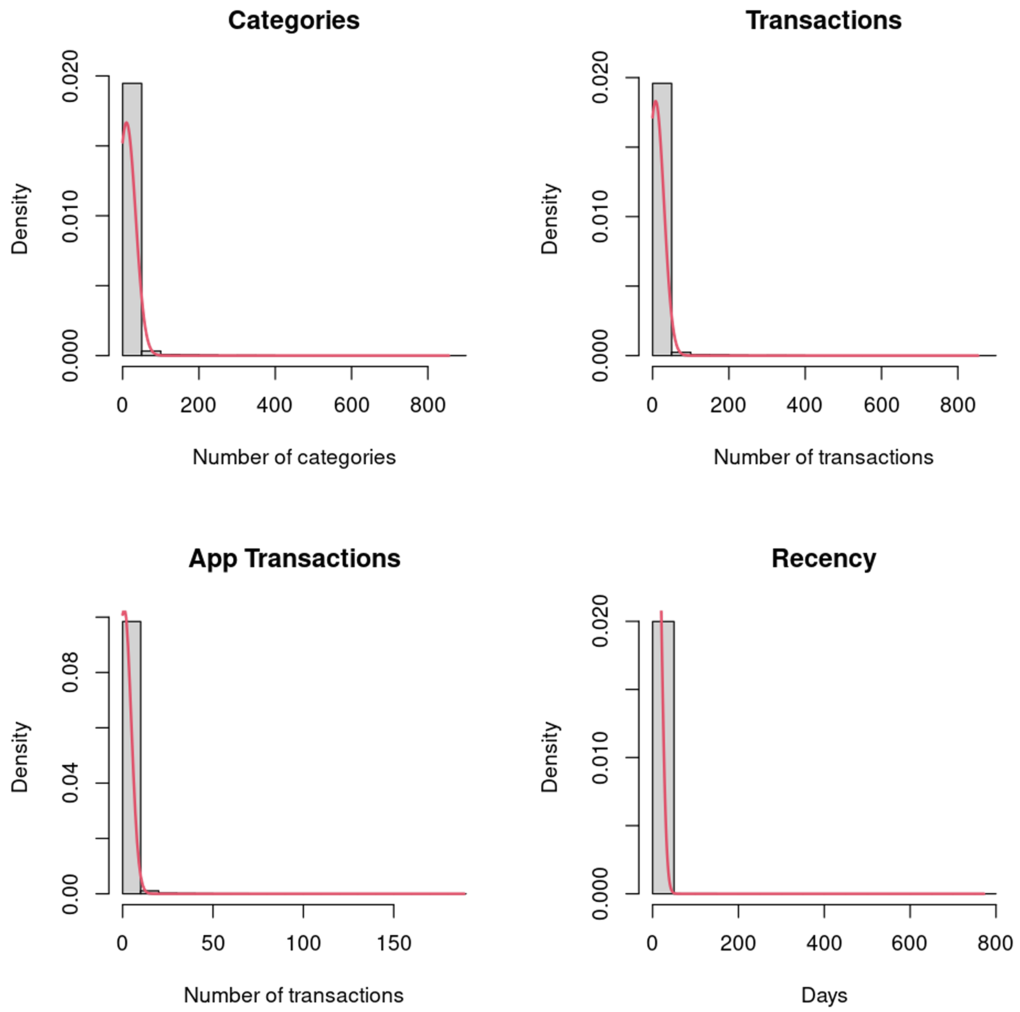 Categories
Density
0.000 0.010 0.020
0 200 400 600 800
Number of categories
Transactions
Density
0.000 0.010 0.020
0 200 400 600 800
Number of transactions
App Transactions
Density
0.00 0.04 0.08
0 50 100 150
Number of transactions
Recency
Density
0.000 0.010 0.020
0 200 400 600 800
Days